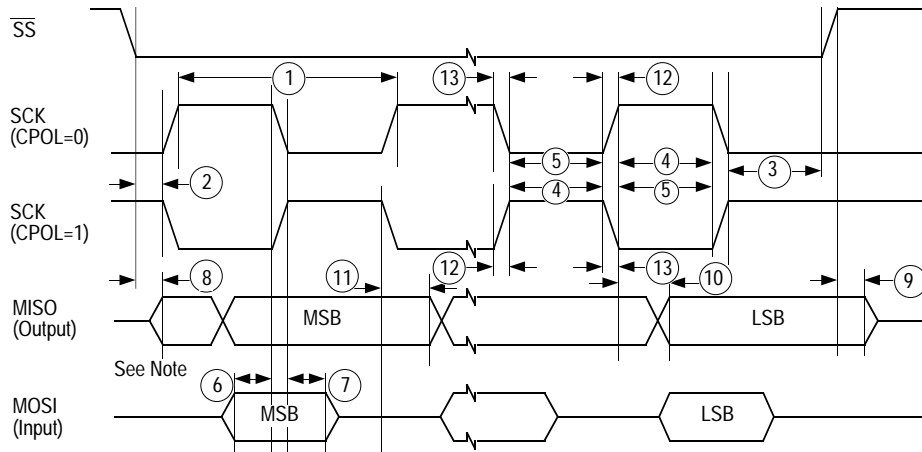 SS
1
13
12
SCK
(CPOL=0)
5
4
3
2
4
5
SCK
(CPOL=1)
8
11
12
13
10
9
MISO
(Output)
MSB
LSB
See Note
6
7
MOSI
(Input)
MSB
LSB